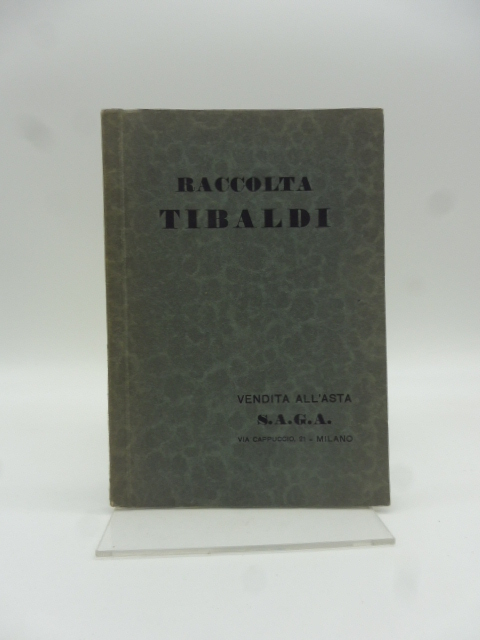 RACCOLTA
TIBALDI
VENDITA ALL'ASTA
S.A.G.A.
VIA CAPPUCCIO, 21 - MILANO